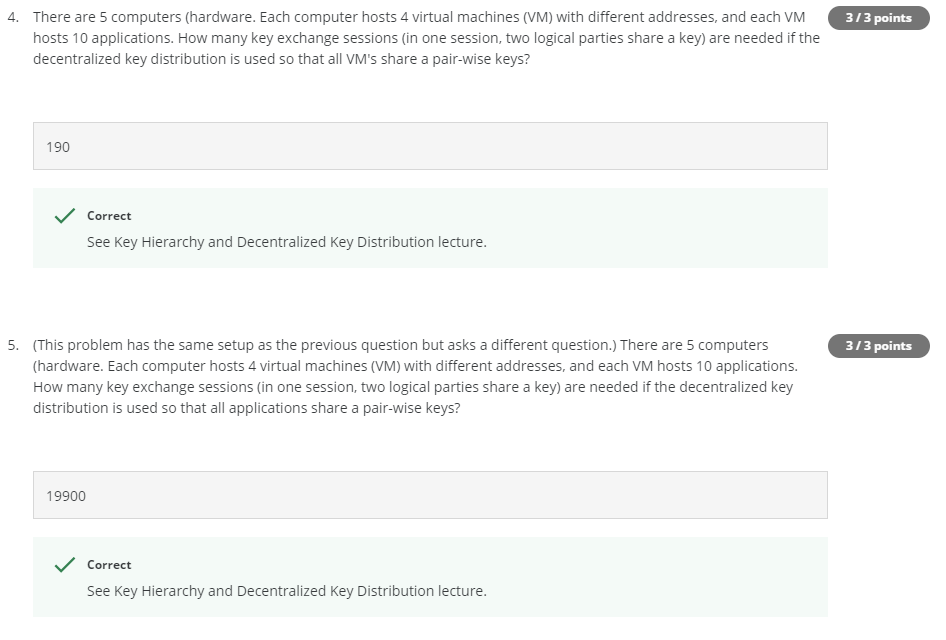 4. There are 5 computers (hardware. Each computer hosts 4 virtual machines (VM) with different addresses, and each VM
3 / 3 points
hosts 10 applications. How many key exchange sessions (in one session, two logical parties share a key) are needed if the
decentralized key distribution is used so that all VM's share a pair-wise keys?
190
Correct
See Key Hierarchy and Decentralized Key Distribution lecture.
5. (This problem has the same setup as the previous question but asks a different question.) There are 5 computers
3 / 3 points
(hardware. Each computer hosts 4 virtual machines (VM) with different addresses, and each VM hosts 10 applications.
How many key exchange sessions (in one session, two logical parties share a key) are needed if the decentralized key
distribution is used so that all applications share a pair-wise keys?
19900
Correct
See Key Hierarchy and Decentralized Key Distribution lecture.